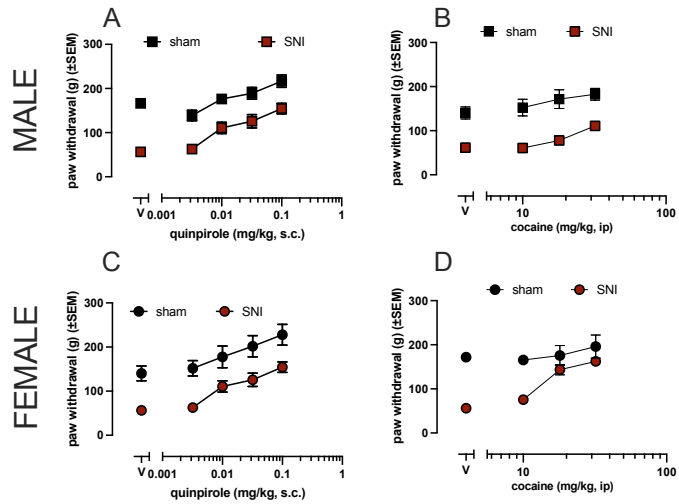 A
B
MALE
sham SNI
sham SNI
paw withdrawal (g) (±SEM)
300
200
100
0
V 0.001 0.01 0.1 1
quinpirole (mg/kg, s.c.)
paw withdrawal (g) (±SEM)
300
200
100
0
V 10 100
cocaine (mg/kg, ip)
C
D
FEMALE
sham SNI
sham SNI
paw withdrawal (g) (±SEM)
300
200
100
0
V 0.001 0.01 0.1 1
quinpirole (mg/kg, s.c.)
paw withdrawal (g) (±SEM)
300
200
100
0
V 10 100
cocaine (mg/kg, ip)